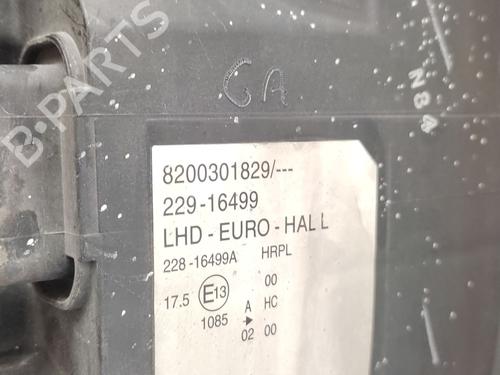 B-PARTS
GA
N84
8200301829/---
229-16499
LHD - EURO - HAL L
228-16499A HRPL
00
17.5 E13 A HC
1085 02 00